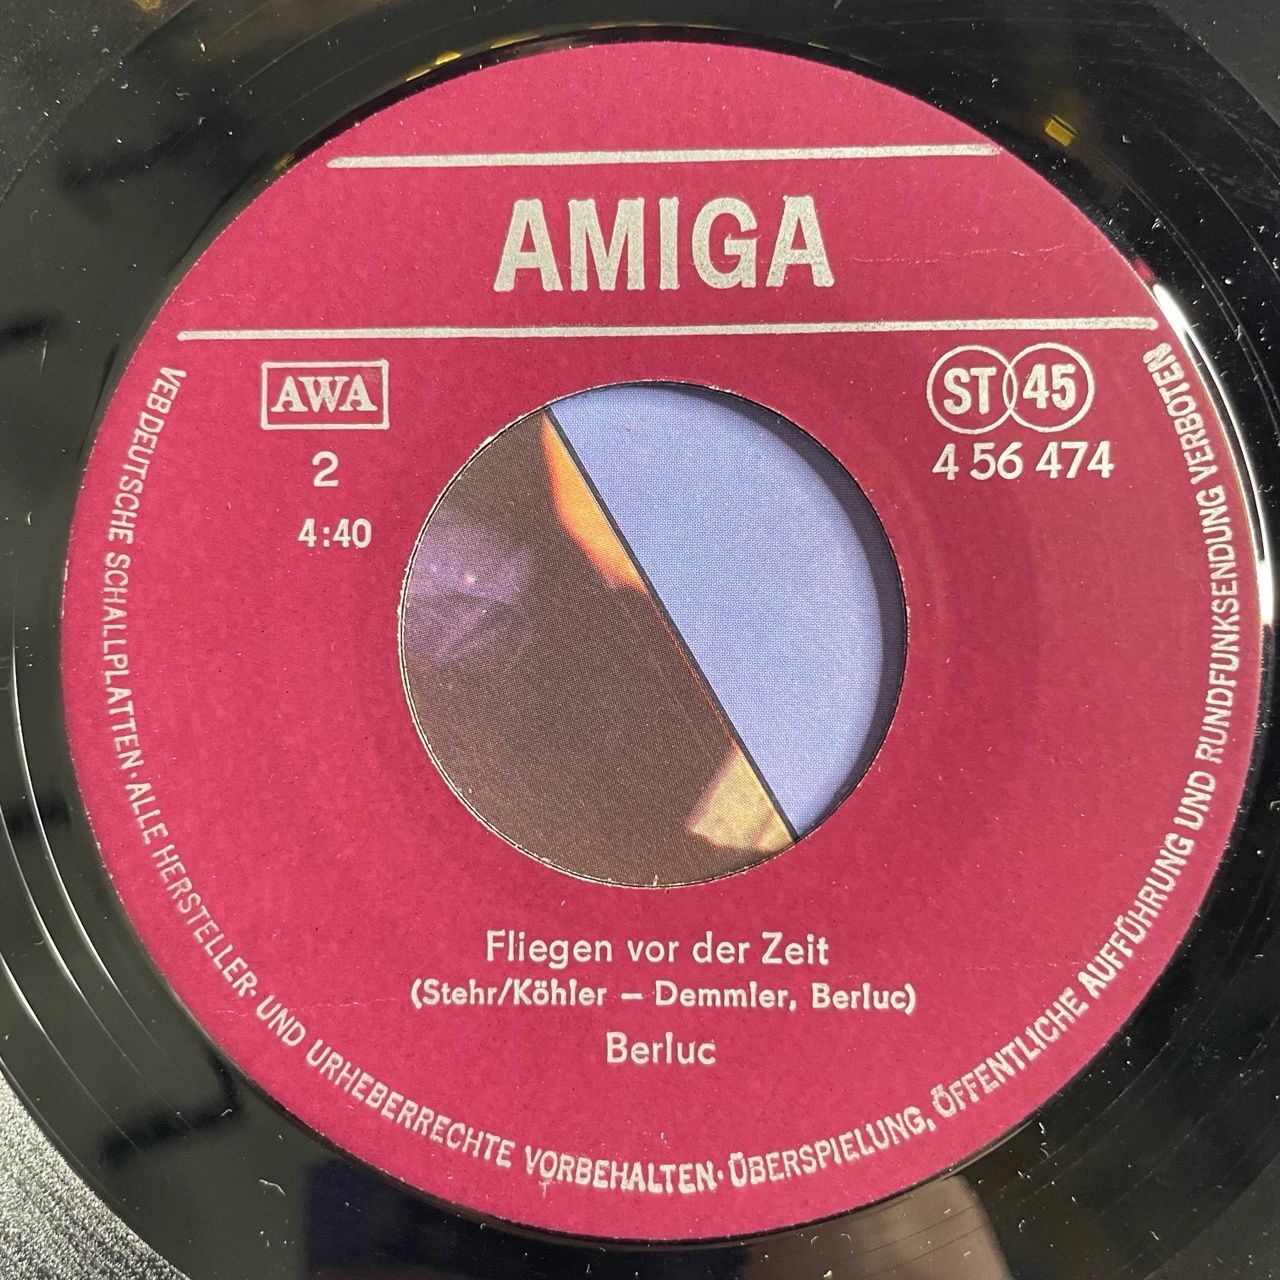 AMIGA
AWA
ST 45
2
4 56 474
4:40
Fliegen vor der Zeit
(Stehr/Köhler – Demmler, Berluc)
Berluc
VEB DEUTSCHE SCHALLPLATTEN · ALLE HERSTELLER- UND URHEBERRECHTE VORBEHALTEN · ÜBERSPIELUNG, ÖFFENTLICHE AUFFÜHRUNG UND RUNDFUNKSENDUNG VERBOTEN